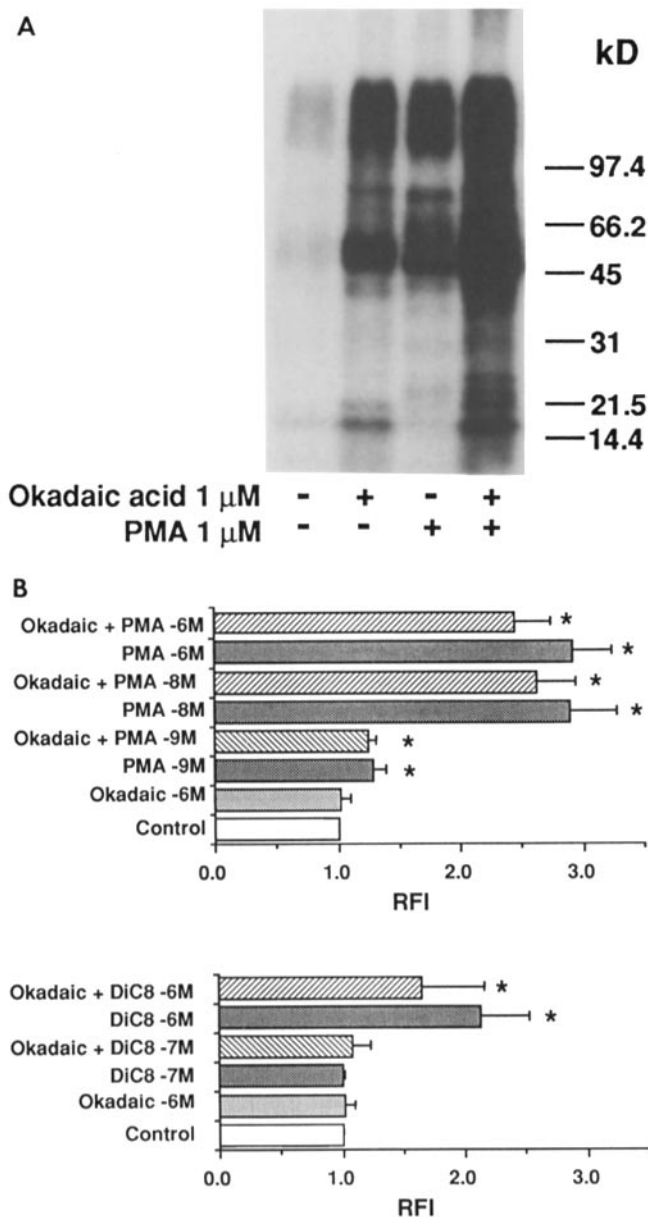 A
kD
97.4
66.2
45
31
21.5
14.4
Okadaic acid 1 μM - + - +
PMA 1 μM - - + +
B
Okadaic + PMA -6M *
PMA -6M *
Okadaic + PMA -8M *
PMA -8M *
Okadaic + PMA -9M *
PMA -9M *
Okadaic -6M
Control
0.0 1.0 2.0 3.0
RFI
Okadaic + DiC8 -6M *
DiC8 -6M *
Okadaic + DiC8 -7M
DiC8 -7M
Okadaic -6M
Control
0.0 1.0 2.0 3.0
RFI